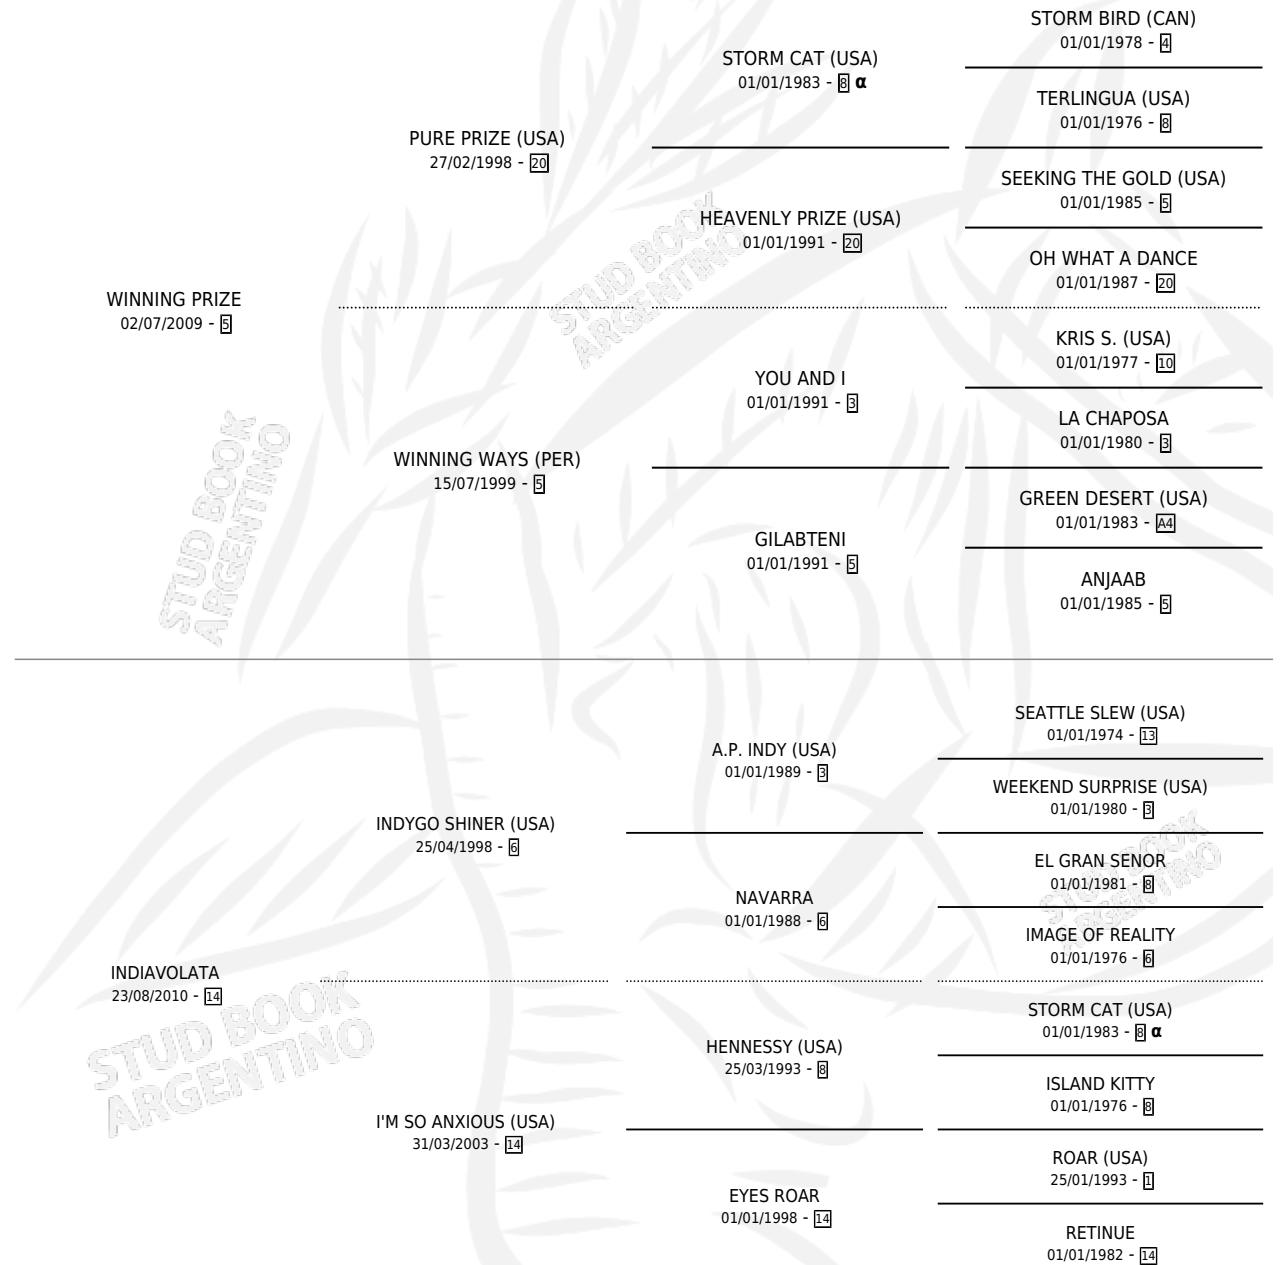 STORM BIRD (CAN)
01/01/1978 - 4
STORM CAT (USA)
01/01/1983 - 8 α
TERLINGUA (USA)
01/01/1976 - 8
PURE PRIZE (USA)
27/02/1998 - 20
SEEKING THE GOLD (USA)
01/01/1985 - 5
HEAVENLY PRIZE (USA)
01/01/1991 - 20
OH WHAT A DANCE
01/01/1987 - 20
WINNING PRIZE
02/07/2009 - 5
KRIS S. (USA)
01/01/1977 - 10
YOU AND I
01/01/1991 - 3
LA CHAPOSA
01/01/1980 - 3
WINNING WAYS (PER)
15/07/1999 - 5
GREEN DESERT (USA)
01/01/1983 - A4
GILABTENI
01/01/1991 - 5
ANJAAB
01/01/1985 - 5
SEATTLE SLEW (USA)
01/01/1974 - 13
A.P. INDY (USA)
01/01/1989 - 3
WEEKEND SURPRISE (USA)
01/01/1980 - 3
INDYGO SHINER (USA)
25/04/1998 - 6
EL GRAN SENOR
01/01/1981 - 8
NAVARRA
01/01/1988 - 6
IMAGE OF REALITY
01/01/1976 - 6
INDIAVOLATA
23/08/2010 - 14
STORM CAT (USA)
01/01/1983 - 8 α
HENNESSY (USA)
25/03/1993 - 8
ISLAND KITTY
01/01/1976 - 8
I'M SO ANXIOUS (USA)
31/03/2003 - 14
ROAR (USA)
25/01/1993 - 1
EYES ROAR
01/01/1998 - 14
RETINUE
01/01/1982 - 14
STUD BOOK
ARGENTINO
STUD BOOK
ARGENTINO
STUD BOOK
ARGENTINO
STUD BOOK
ARGENTINO